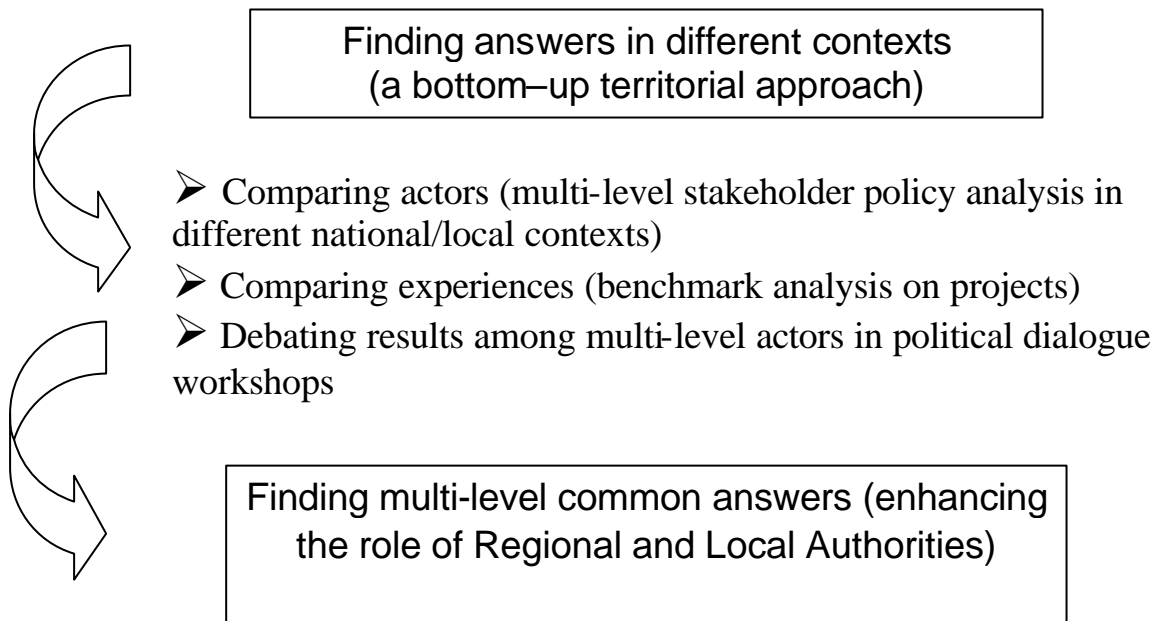 Finding answers in different contexts
(a bottom–up territorial approach)
➢ Comparing actors (multi-level stakeholder policy analysis in
different national/local contexts)
➢ Comparing experiences (benchmark analysis on projects)
➢ Debating results among multi-level actors in political dialogue
workshops
Finding multi-level common answers (enhancing
the role of Regional and Local Authorities)